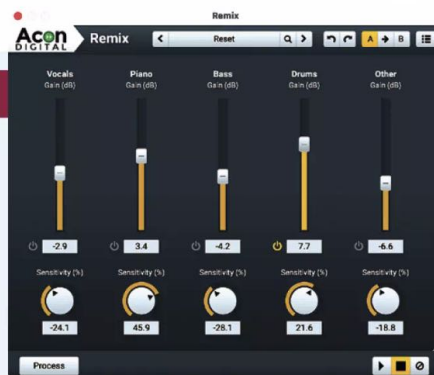 Remix
Acon DIGITAL Remix < Reset > A B
Vocals Piano Bass Drums Other
Gain (dB) Gain (dB) Gain (dB) Gain (dB) Gain (dB)
-2.9 3.4 -4.2 7.7 -6.6
Sensitivity (%) Sensitivity (%) Sensitivity (%) Sensitivity (%) Sensitivity (%)
-24.1 45.9 -28.1 21.6 -18.8
Process